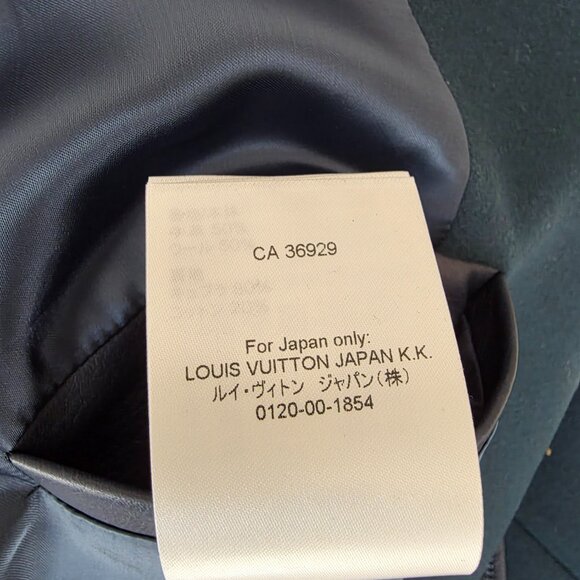 CA 36929
For Japan only:
LOUIS VUITTON JAPAN K.K.
ルイ・ヴィトン ジャパン(株)
0120-00-1854